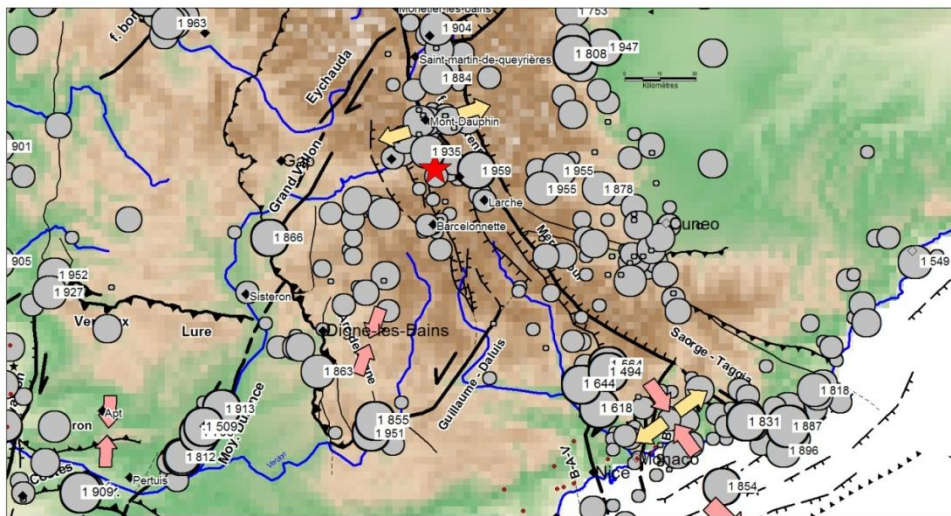 1 963
1 753
Monetier-les-bains
1 904
1 947
1 808
f. bor
Eychauda
Saint-martin-de-queyrières
1 884
Kilomètres
Mont-Dauphin
901
1 935
Gap
Grand Vallon
1 959
1 955
1 955
1 878
Larche
Barcelonnette
Cuneo
1 866
Mercantour
905
1 549
1 952
1 927
Sisteron
Ventoux
Lure
Digne-les-Bains
Saorge - Taggia
Guillaume - Daluis
1 863
1 564
1 494
1 644
1 618
1 818
Apt
1 913
1 509
1 855
1 951
1 831
1 887
1 896
Moy. Durance
1 812
Verdon
Monaco
Nice
B.A.V.
Pertuis
1 909
1 854